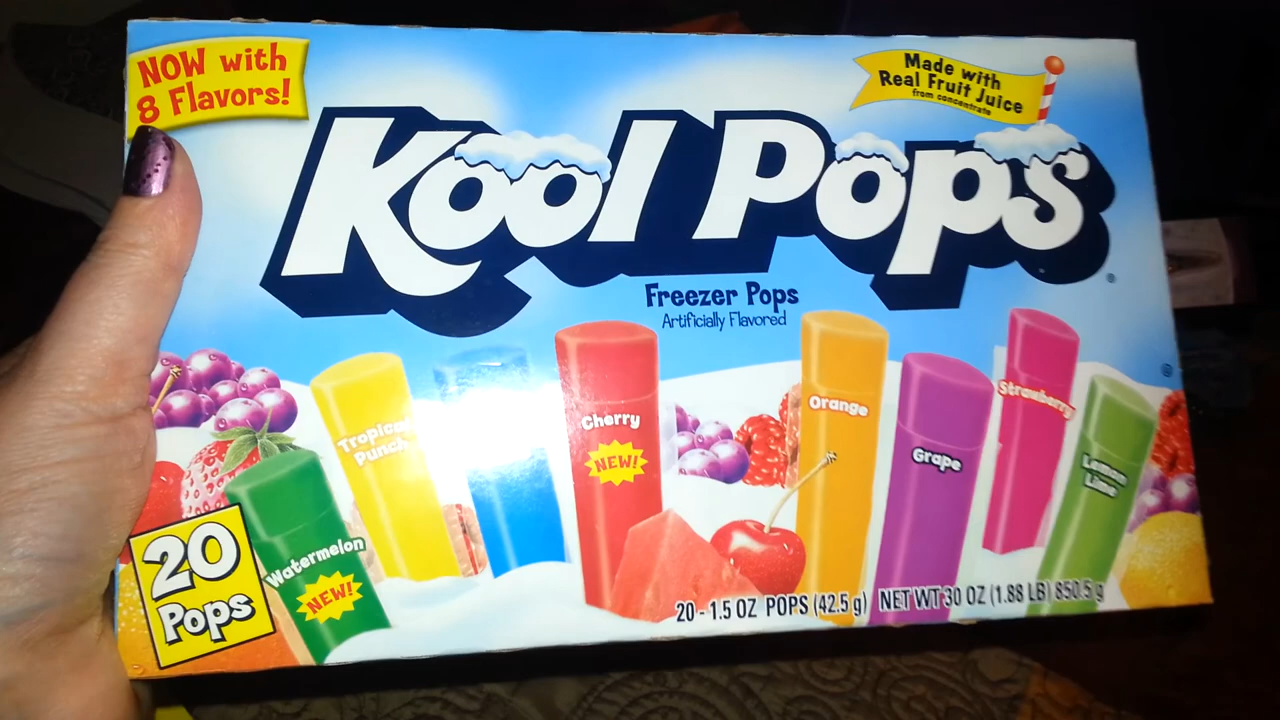 NOW with
8 Flavors!
Made with
Real Fruit Juice
from concentrate
Kool Pops
Freezer Pops
Artificially Flavored
Tropical
Punch
Cherry
NEW!
Orange
Grape
Strawberry
Lemon
Lime
Watermelon
NEW!
20
Pops
20 - 1.5 OZ POPS (42.5 g) NET WT 30 OZ (1.88 LB) 850.5 g